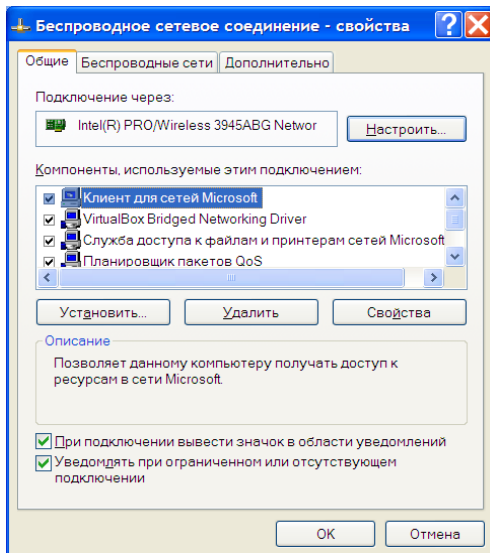 Беспроводное сетевое соединение - свойства
Общие Беспроводные сети Дополнительно
Подключение через:
Intel(R) PRO/Wireless 3945ABG Networ
Настроить...
Компоненты, используемые этим подключением:
Клиент для сетей Microsoft
VirtualBox Bridged Networking Driver
Служба доступа к файлам и принтерам сетей Microsoft
Планировщик пакетов QoS
Установить... Удалить Свойства
Описание
Позволяет данному компьютеру получать доступ к
ресурсам в сети Microsoft.
При подключении вывести значок в области уведомлений
Уведомлять при ограниченном или отсутствующем
подключении
ОК Отмена